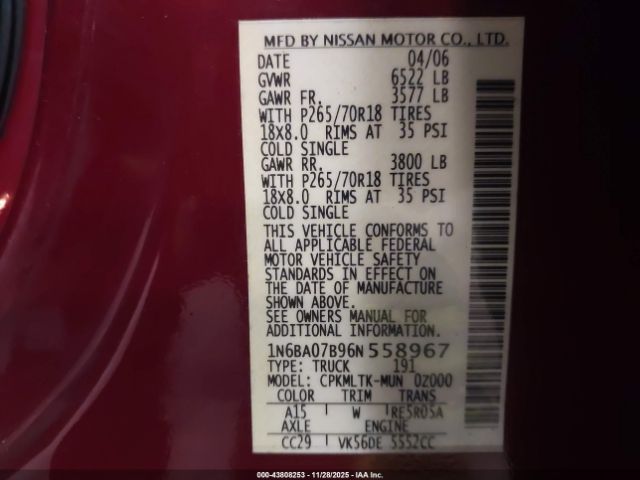 MFD BY NISSAN MOTOR CO., LTD.
DATE 04/06
GVWR 6522 LB
GAWR FR. 3577 LB
WITH P265/70R18 TIRES
18X8.0 RIMS AT 35 PSI
COLD SINGLE
GAWR RR. 3800 LB
WITH P265/70R18 TIRES
18X8.0 RIMS AT 35 PSI
COLD SINGLE
THIS VEHICLE CONFORMS TO
ALL APPLICABLE FEDERAL
MOTOR VEHICLE SAFETY
STANDARDS IN EFFECT ON
THE DATE OF MANUFACTURE
SHOWN ABOVE.
SEE OWNERS MANUAL FOR
ADDITIONAL INFORMATION.
1N6BA07B96N558967
TYPE: TRUCK 191
MODEL: CPKMLTK-MUN 0Z000
COLOR TRIM TRANS
A15 W RE5R05A
AXLE ENGINE
CC29 VK56DE 5552CC
000-43808253 - 11/28/2025 - IAAI.com